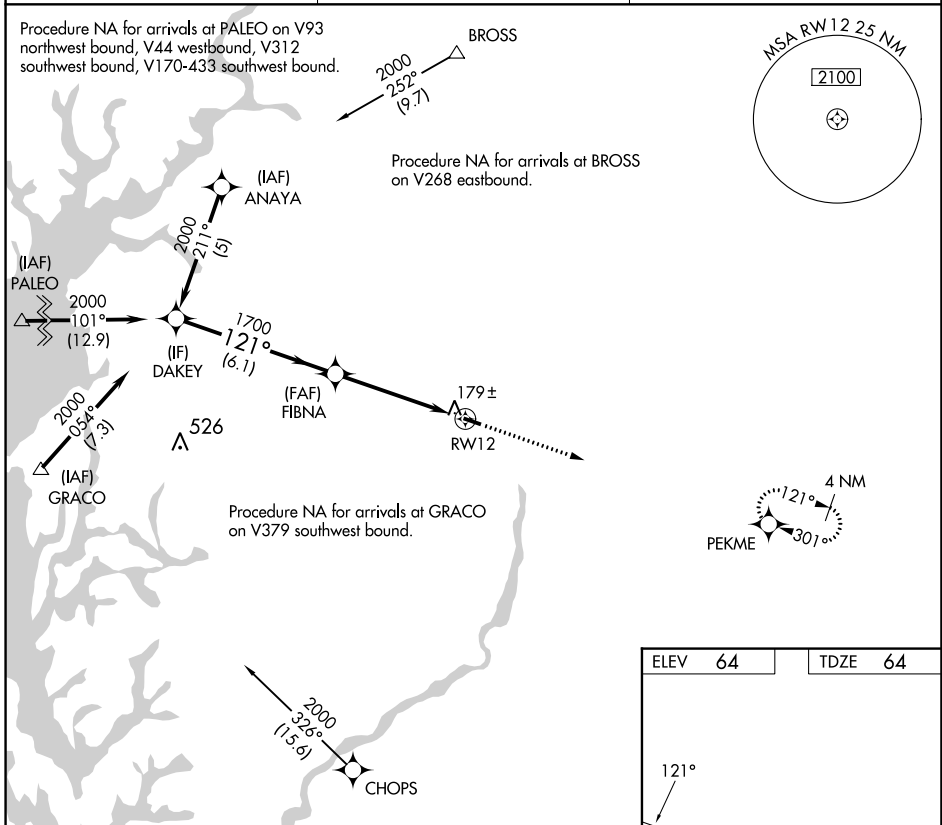 Procedure NA for arrivals at PALEO on V93
northwest bound, V44 westbound, V312
southwest bound, V170-433 southwest bound.
BROSS
2000
252°
(9.7)
MSA RW12 25 NM
2100
Procedure NA for arrivals at BROSS
on V268 eastbound.
(IAF)
ANAYA
2000
211°
(5)
(IAF)
PALEO
2000
101°
(12.9)
(IF)
DAKEY
1700
121°
(6.1)
(FAF)
FIBNA
179±
RW12
2000
054°
(7.3)
(IAF)
GRACO
526
Procedure NA for arrivals at GRACO
on V379 southwest bound.
4 NM
121°
301°
PEKME
2000
326°
(15.6)
CHOPS
ELEV 64
TDZE 64
121°